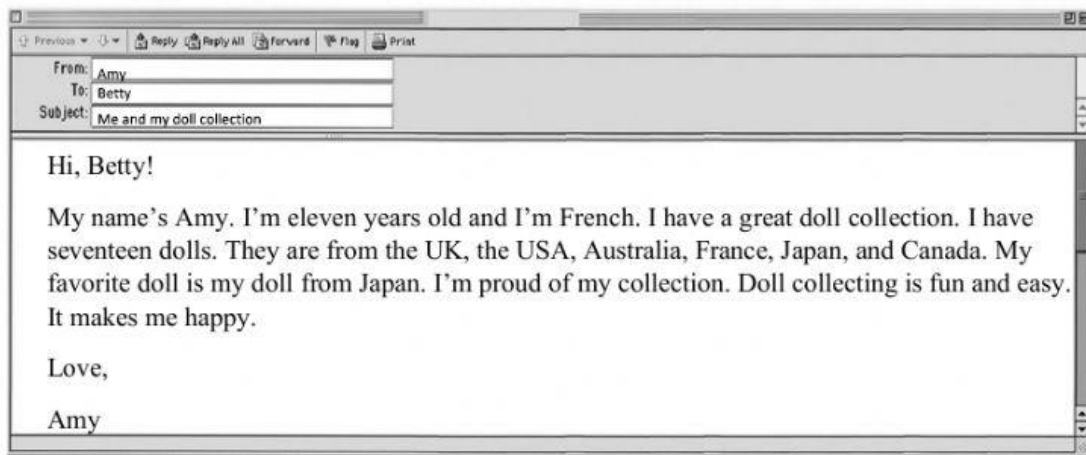 Previous Reply Reply All Forward Flag Print
From: Amy
To: Betty
Subject: Me and my doll collection
Hi, Betty!
My name's Amy. I'm eleven years old and I'm French. I have a great doll collection. I have
seventeen dolls. They are from the UK, the USA, Australia, France, Japan, and Canada. My
favorite doll is my doll from Japan. I'm proud of my collection. Doll collecting is fun and easy.
It makes me happy.
Love,
Amy